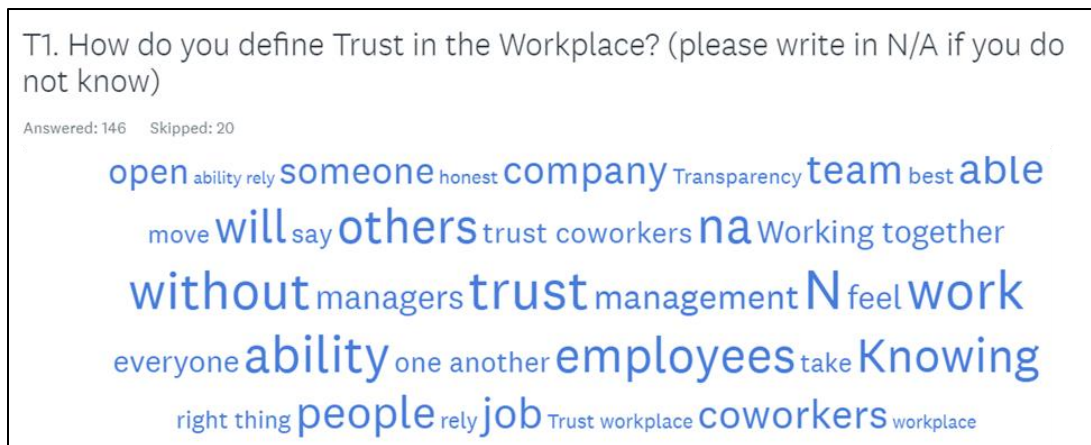 T1. How do you define Trust in the Workplace? (please write in N/A if you do
not know)
Answered: 146 Skipped: 20
open ability rely someone honest company Transparency team best able
move will say others trust coworkers na Working together
without managers trust management N feel work
everyone ability one another employees take Knowing
right thing people rely job Trust workplace coworkers workplace